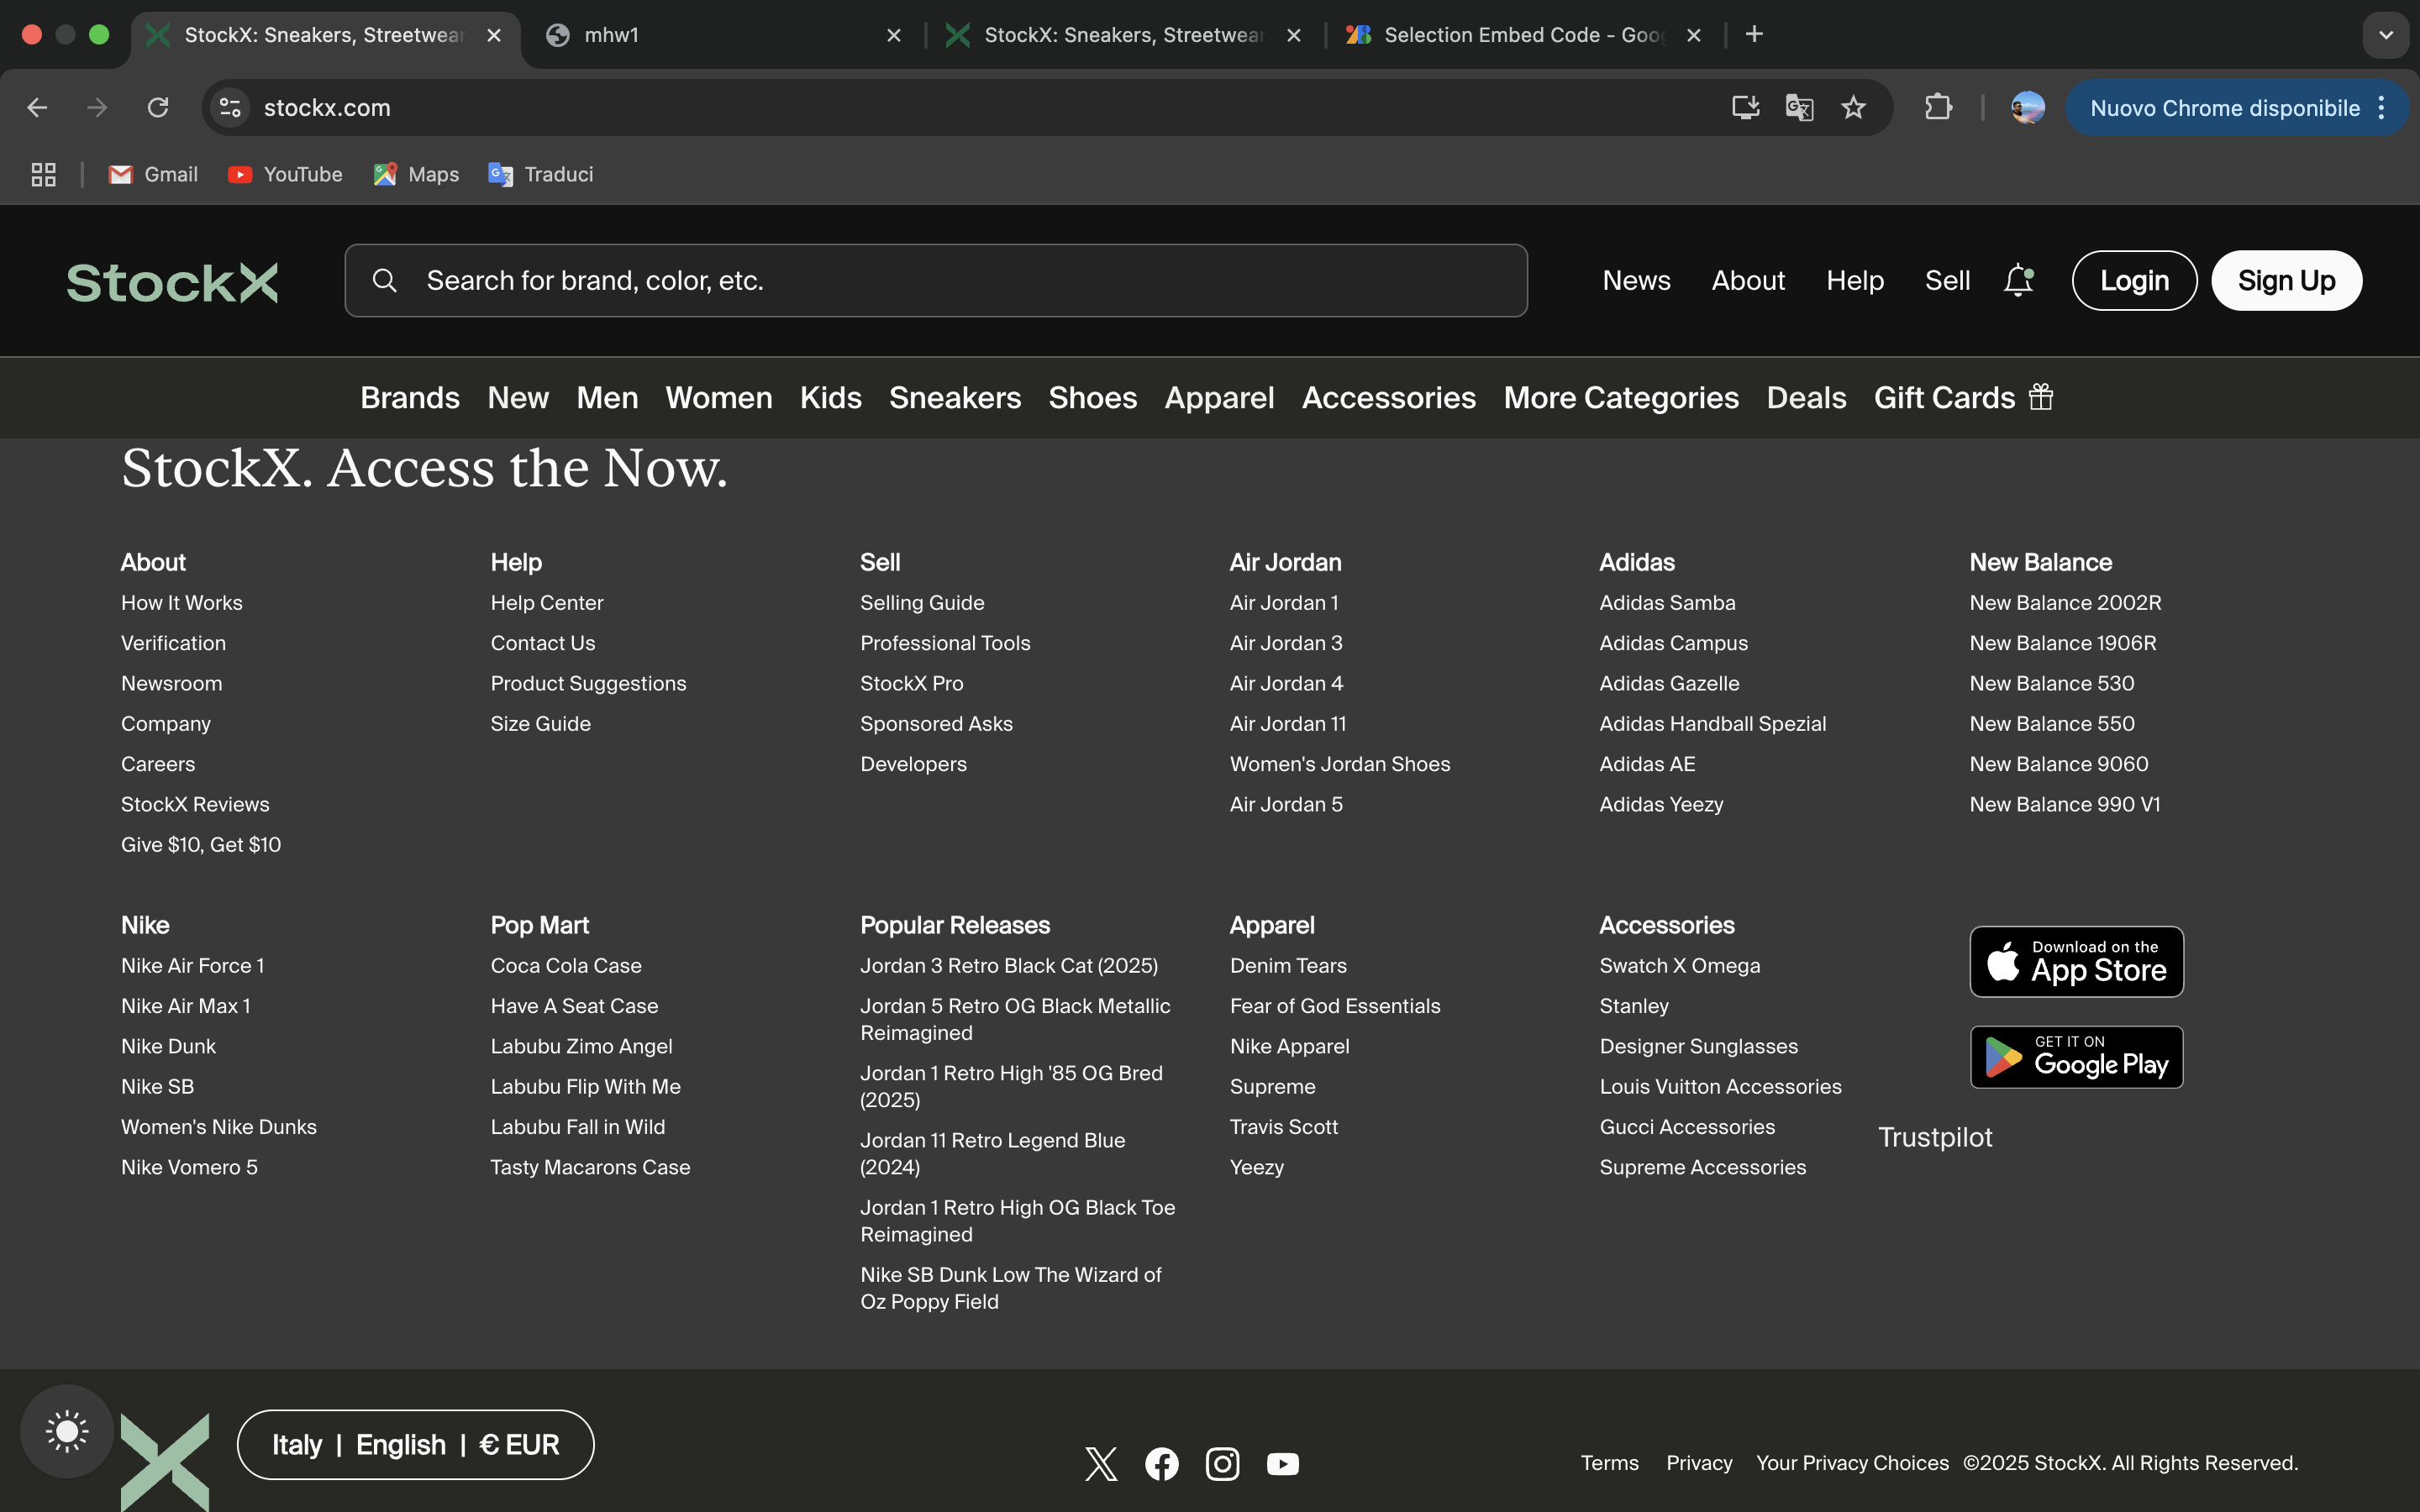 StockX: Sneakers, Streetwear
mhw1
StockX: Sneakers, Streetwear
Selection Embed Code - Goo
stockx.com
Nuovo Chrome disponibile
Gmail
YouTube
Maps
Traduci
StockX
Search for brand, color, etc.
News
About
Help
Sell
Login
Sign Up
Brands
New
Men
Women
Kids
Sneakers
Shoes
Apparel
Accessories
More Categories
Deals
Gift Cards
StockX. Access the Now.
About
How It Works
Verification
Newsroom
Company
Careers
StockX Reviews
Give $10, Get $10
Help
Help Center
Contact Us
Product Suggestions
Size Guide
Sell
Selling Guide
Professional Tools
StockX Pro
Sponsored Asks
Developers
Air Jordan
Air Jordan 1
Air Jordan 3
Air Jordan 4
Air Jordan 11
Women's Jordan Shoes
Air Jordan 5
Adidas
Adidas Samba
Adidas Campus
Adidas Gazelle
Adidas Handball Spezial
Adidas AE
Adidas Yeezy
New Balance
New Balance 2002R
New Balance 1906R
New Balance 530
New Balance 550
New Balance 9060
New Balance 990 V1
Nike
Nike Air Force 1
Nike Air Max 1
Nike Dunk
Nike SB
Women's Nike Dunks
Nike Vomero 5
Pop Mart
Coca Cola Case
Have A Seat Case
Labubu Zimo Angel
Labubu Flip With Me
Labubu Fall in Wild
Tasty Macarons Case
Popular Releases
Jordan 3 Retro Black Cat (2025)
Jordan 5 Retro OG Black Metallic
Reimagined
Jordan 1 Retro High '85 OG Bred
(2025)
Jordan 11 Retro Legend Blue
(2024)
Jordan 1 Retro High OG Black Toe
Reimagined
Nike SB Dunk Low The Wizard of
Oz Poppy Field
Apparel
Denim Tears
Fear of God Essentials
Nike Apparel
Supreme
Travis Scott
Yeezy
Accessories
Swatch X Omega
Stanley
Designer Sunglasses
Louis Vuitton Accessories
Gucci Accessories
Supreme Accessories
Download on the
App Store
GET IT ON
Google Play
Trustpilot
Italy | English | € EUR
Terms
Privacy
Your Privacy Choices
©2025 StockX. All Rights Reserved.